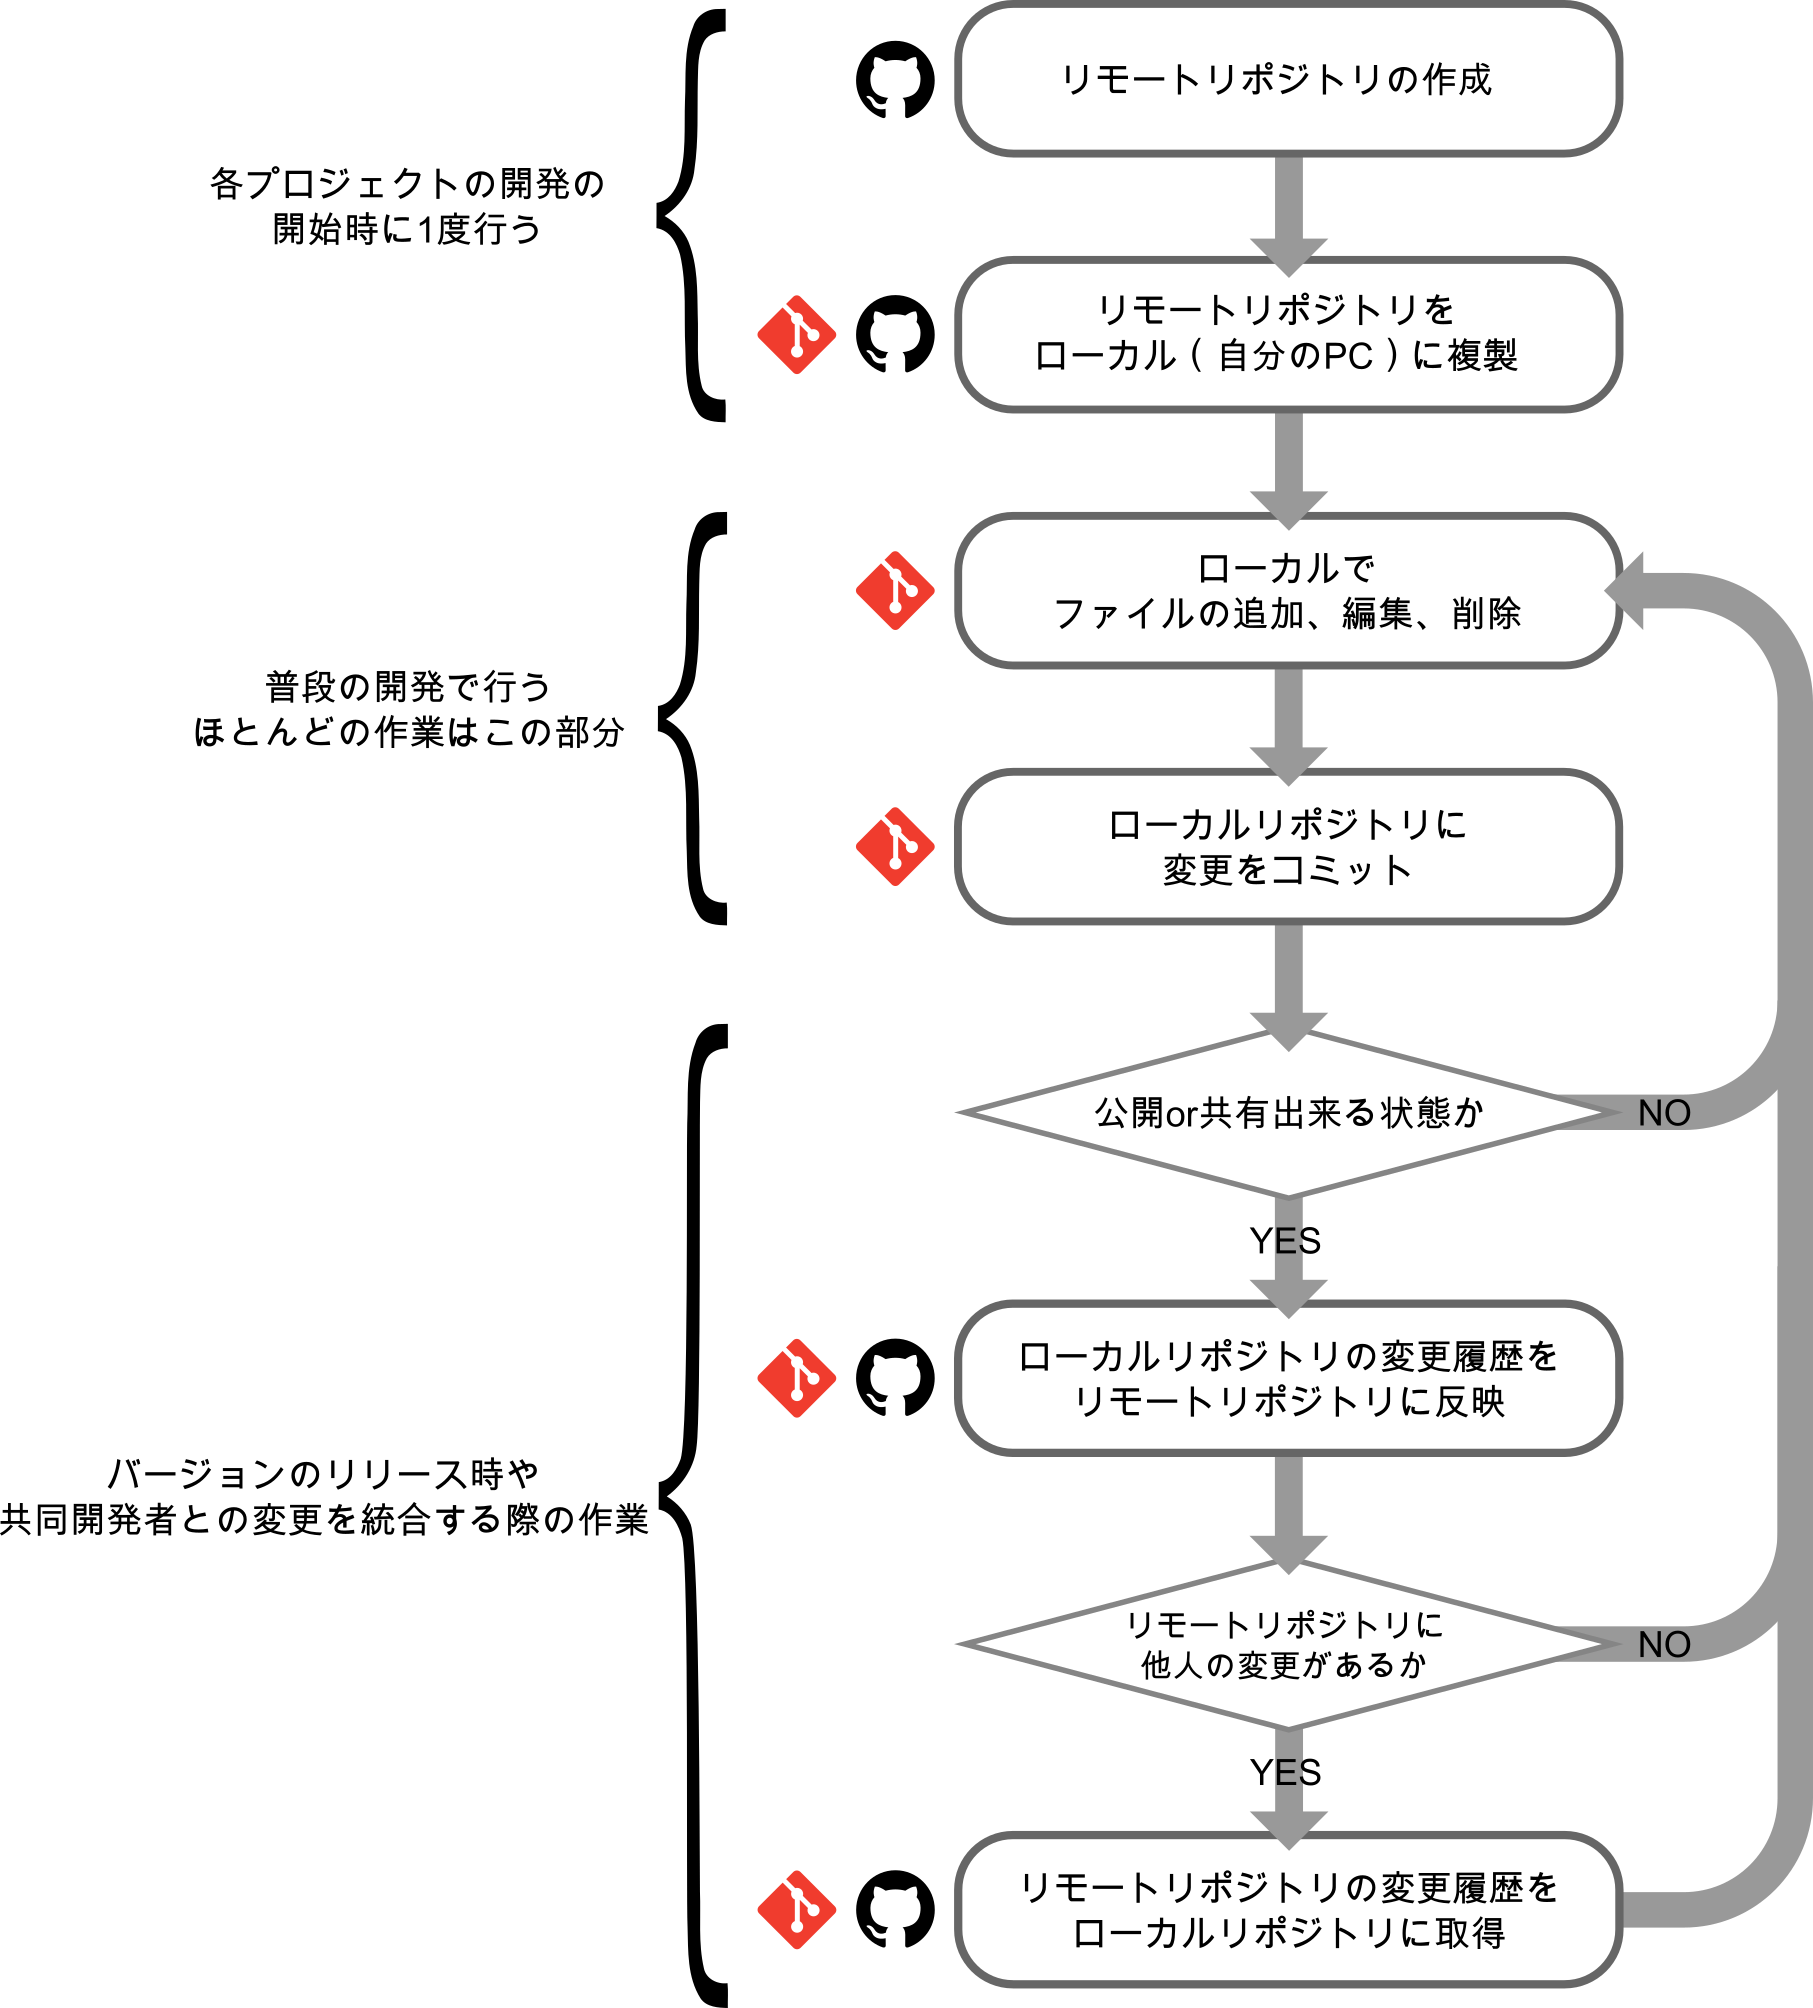 リモートリポジトリの作成
各プロジェクトの開発の
開始時に1度行う
リモートリポジトリを
ローカル（自分のPC）に複製
ローカルで
ファイルの追加、編集、削除
普段の開発で行う
ほとんどの作業はこの部分
ローカルリポジトリに
変更をコミット
公開or共有出来る状態か
NO
YES
ローカルリポジトリの変更履歴を
リモートリポジトリに反映
バージョンのリリース時や
共同開発者との変更を統合する際の作業
リモートリポジトリに
他人の変更があるか
NO
YES
リモートリポジトリの変更履歴を
ローカルリポジトリに取得